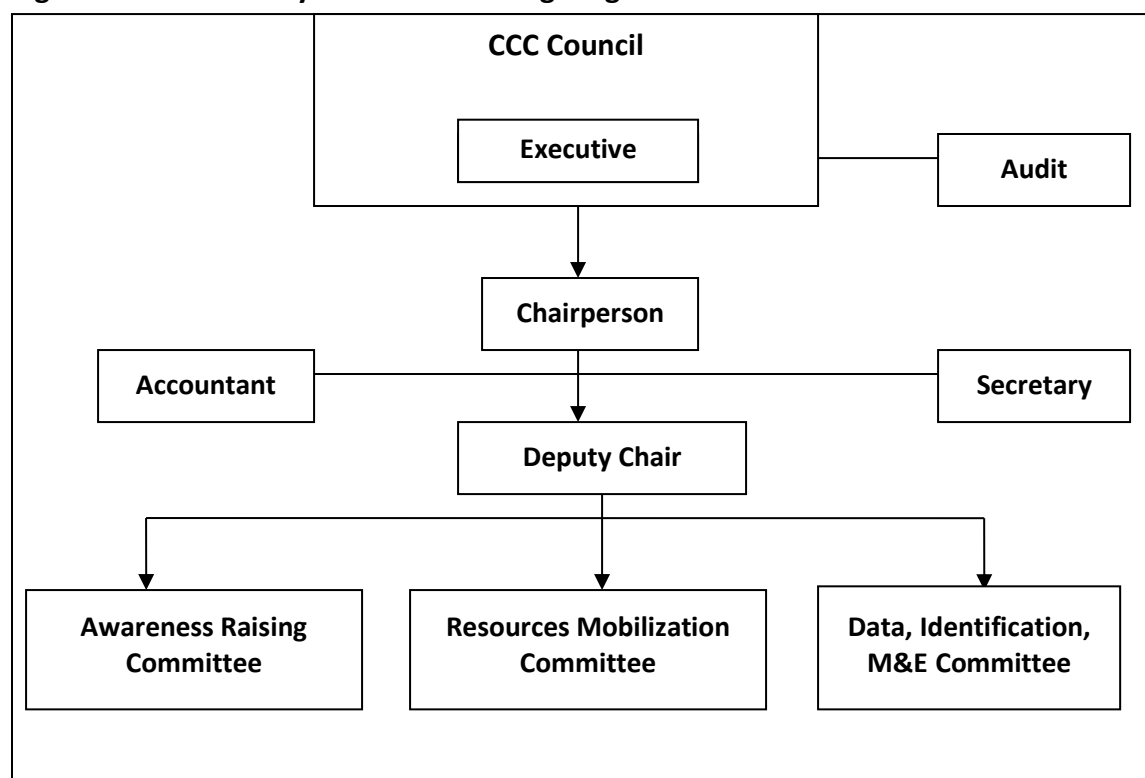 CCC Council
Executive
Audit
Chairperson
Accountant
Secretary
Deputy Chair
Awareness Raising
Committee
Resources Mobilization
Committee
Data, Identification,
M&E Committee